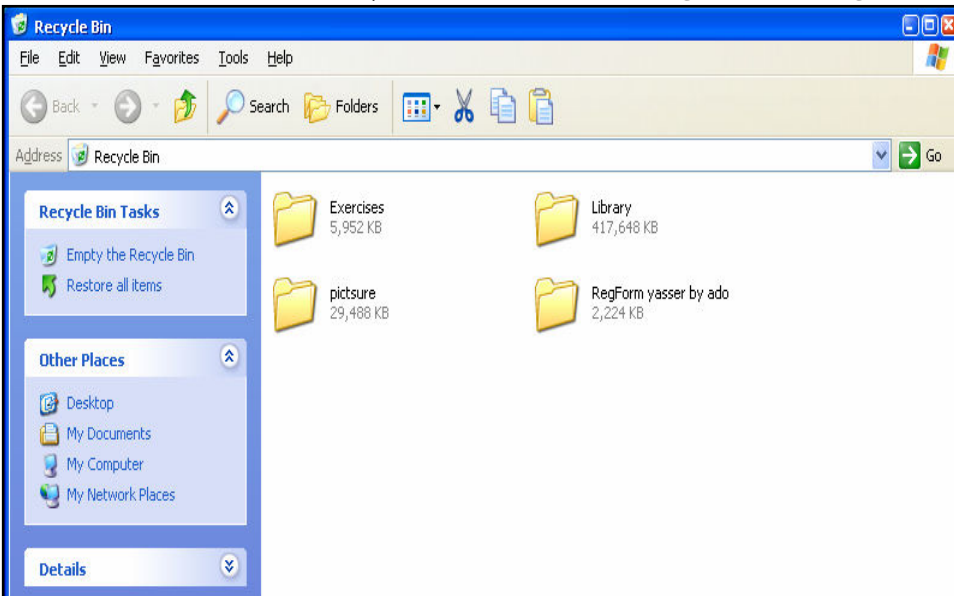 Recycle Bin
File Edit View Favorites Tools Help
Back Search Folders
Address Recycle Bin Go
Recycle Bin Tasks
Empty the Recycle Bin
Restore all items
Other Places
Desktop
My Documents
My Computer
My Network Places
Details
Exercises
5,952 KB
Library
417,648 KB
pictsure
29,488 KB
RegForm yasser by ado
2,224 KB